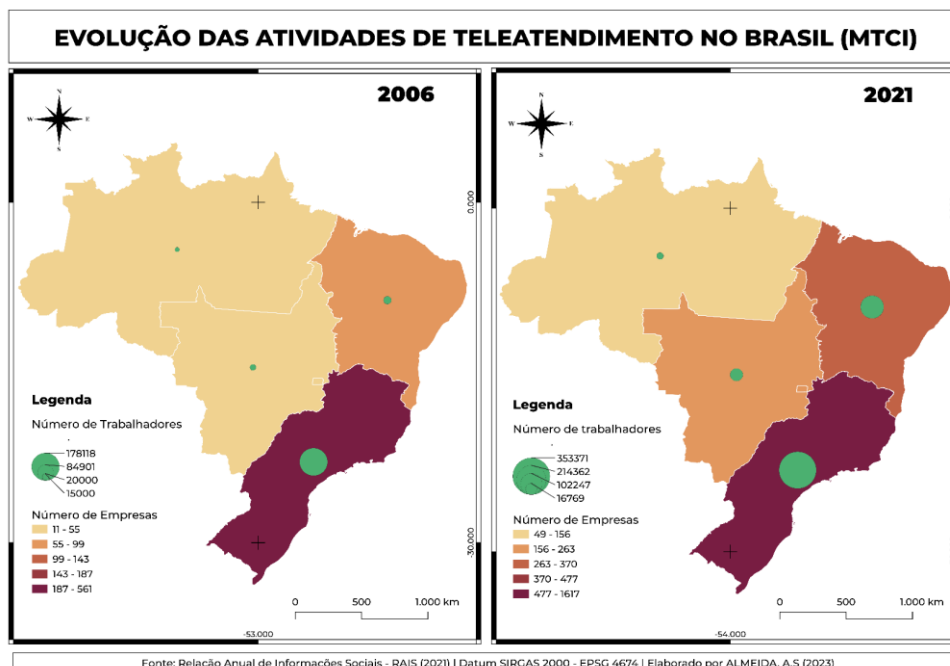 EVOLUÇÃO DAS ATIVIDADES DE TELEATENDIMENTO NO BRASIL (MTCI)
2006
N
W E
S
0.000
Legenda
Número de Trabalhadores
178118
84901
20000
15000
Número de Empresas
11 - 55
55 - 99
99 - 143
143 - 187
187 - 561
0 500 1.000 km
-30.000
-53.000
2021
N
W E
S
Legenda
Número de trabalhadores
353371
214362
102247
16769
Número de Empresas
49 - 156
156 - 263
263 - 370
370 - 477
477 - 1617
0 500 1.000 km
-54.000
Fonte: Relação Anual de Informações Sociais - RAIS (2021) | Datum SIRGAS 2000 - EPSG 4674 | Elaborado por ALMEIDA, A.S (2023)